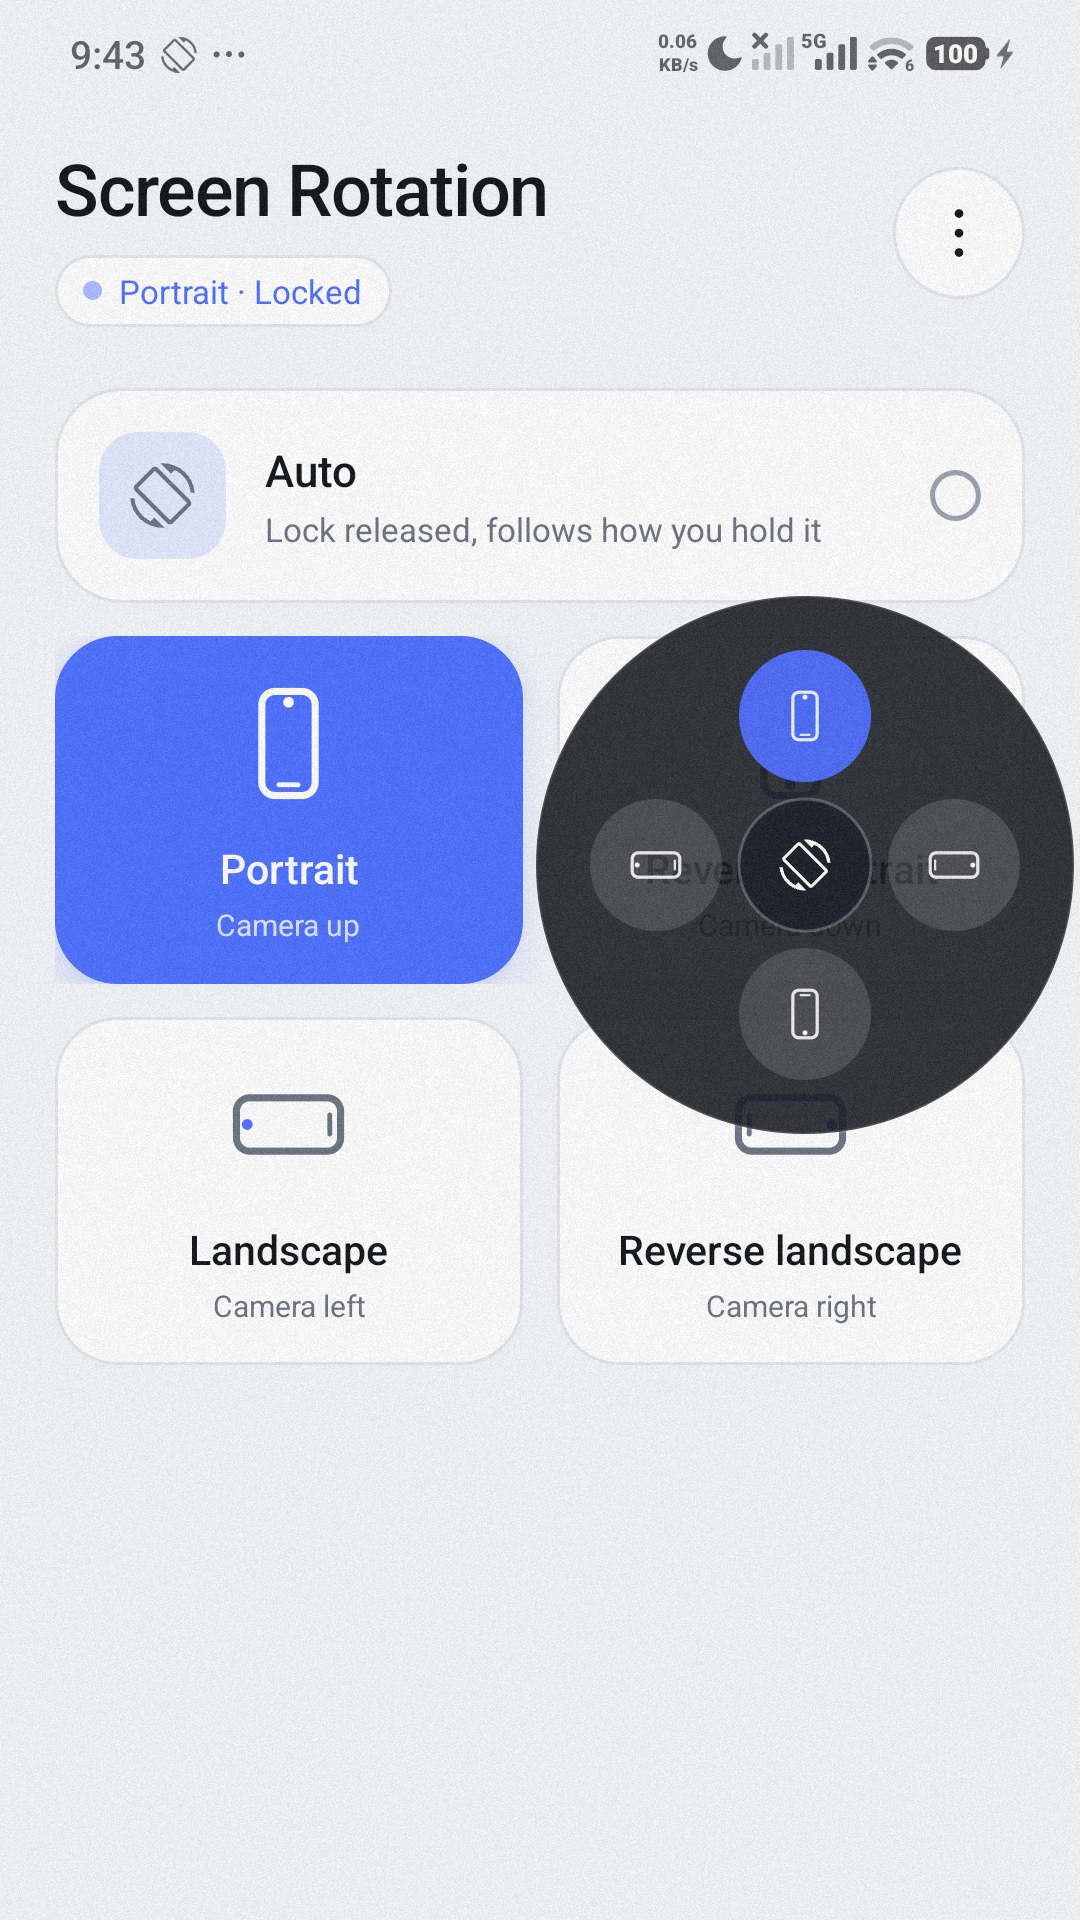 9:43
0.06
KB/s
5G
6
100
Screen Rotation
Portrait · Locked
Auto
Lock released, follows how you hold it
Portrait
Camera up
Landscape
Camera left
Reverse landscape
Camera right